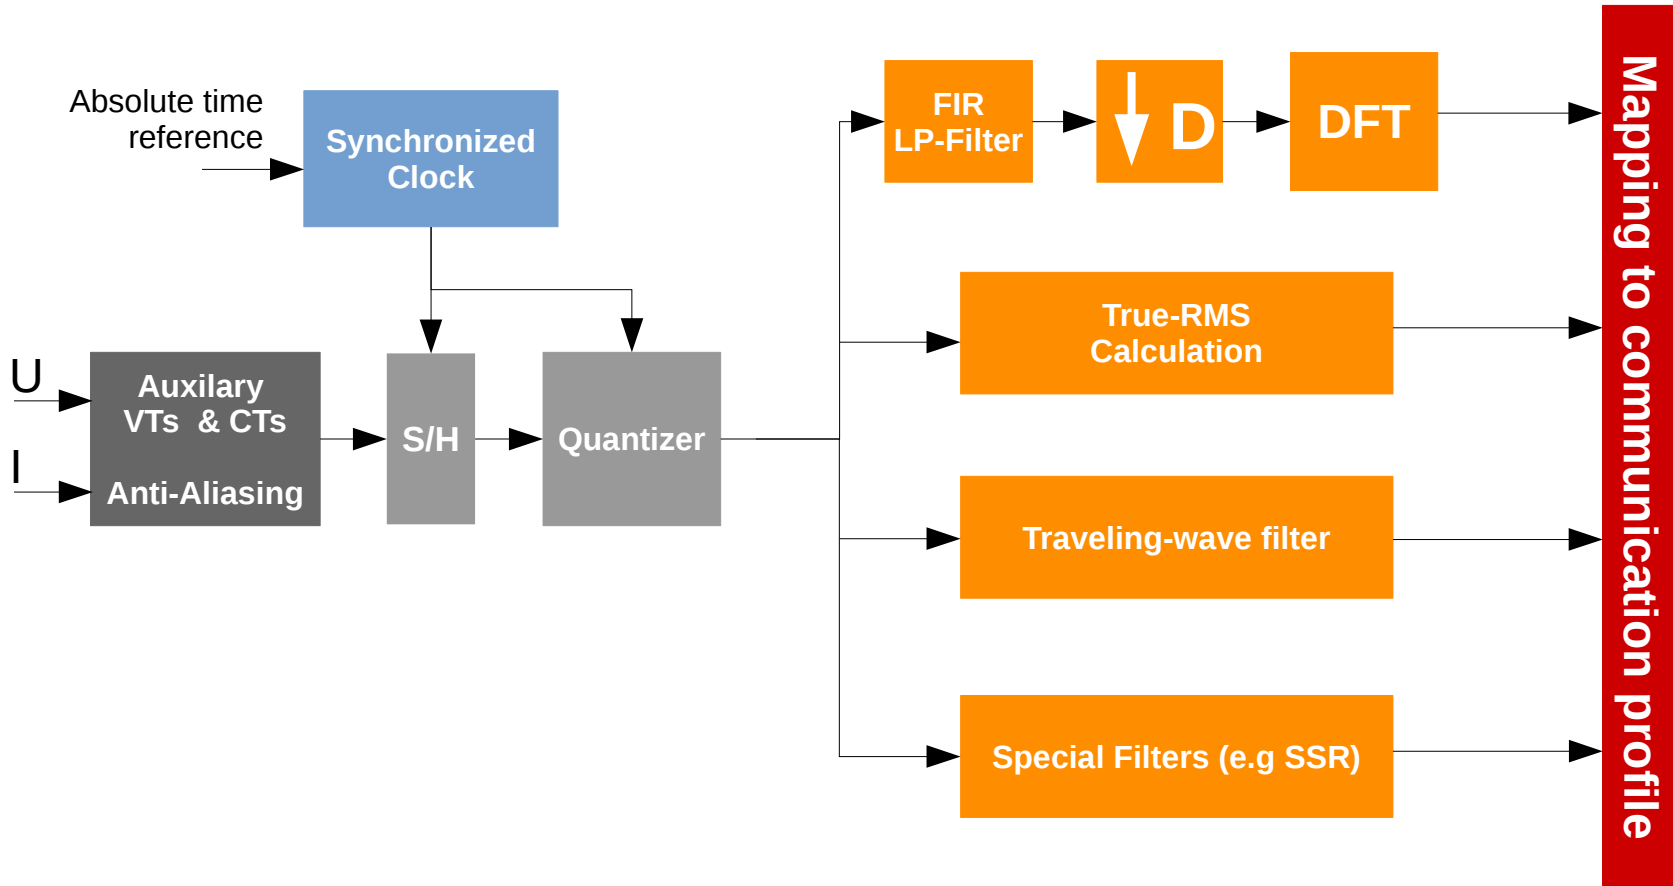 Absolute time
reference
Synchronized
Clock
U
I
Auxilary
VTs & CTs
Anti-Aliasing
S/H
Quantizer
FIR
LP-Filter
D
DFT
True-RMS
Calculation
Traveling-wave filter
Special Filters (e.g SSR)
Mapping to communication profile